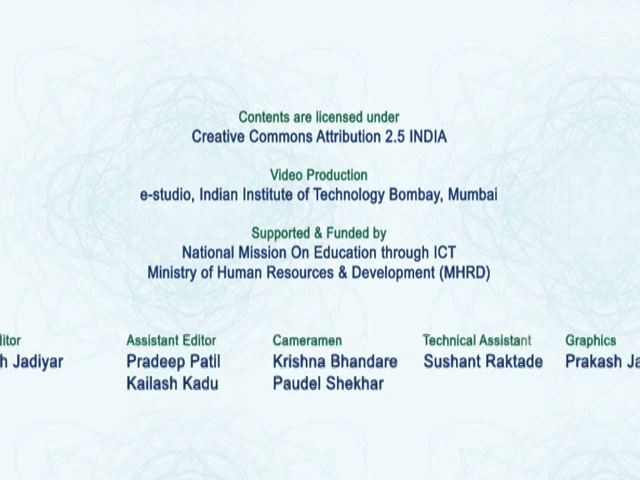 Contents are licensed under
Creative Commons Attribution 2.5 INDIA
Video Production
e-studio, Indian Institute of Technology Bombay, Mumbai
Supported & Funded by
National Mission On Education through ICT
Ministry of Human Resources & Development (MHRD)
Assistant Editor Cameramen Technical Assistant Graphics
Jadiyar Pradeep Patil Krishna Bhandare Sushant Raktade Prakash
Kailash Kadu Paudel Shekhar